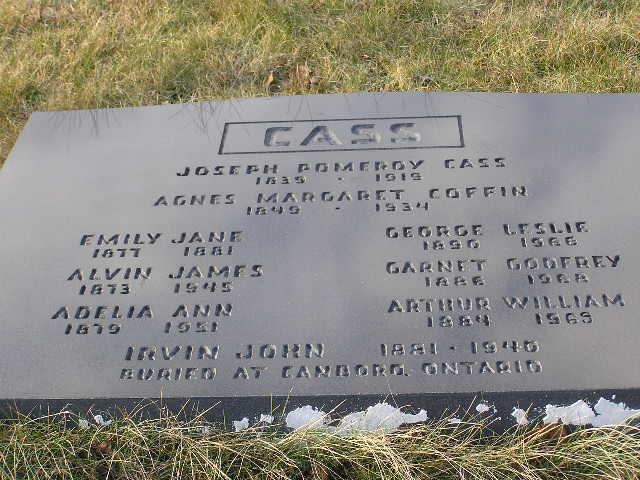 CASS
JOSEPH POMEROY CASS
1839 · 1919
AGNES MARGARET COFFIN
1849 · 1934
EMILY JANE
1877 1881
ALVIN JAMES
1873 1945
ADELIA ANN
1879 1951
GEORGE LESLIE
1890 1966
GARNET GODFREY
1886 1968
ARTHUR WILLIAM
1884 1969
IRVIN JOHN 1881 · 1940
BURIED AT CANBORO, ONTARIO